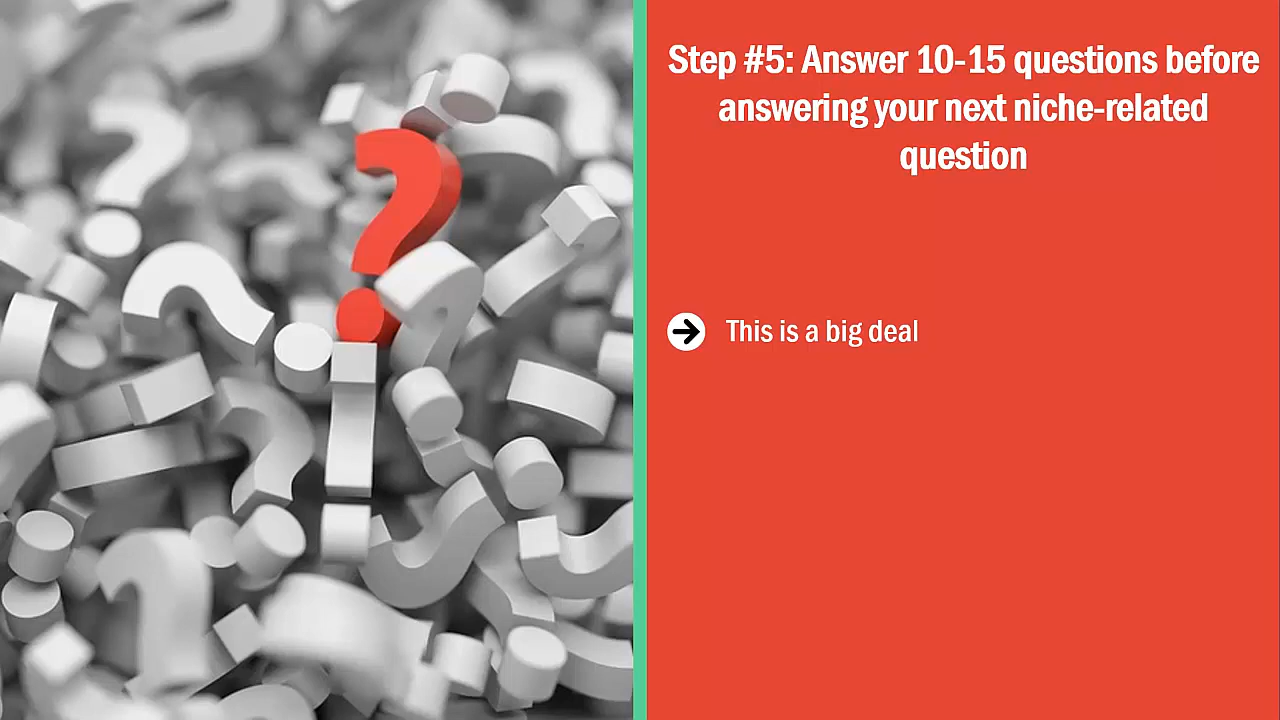 Step #5: Answer 10-15 questions before
answering your next niche-related
question
This is a big deal